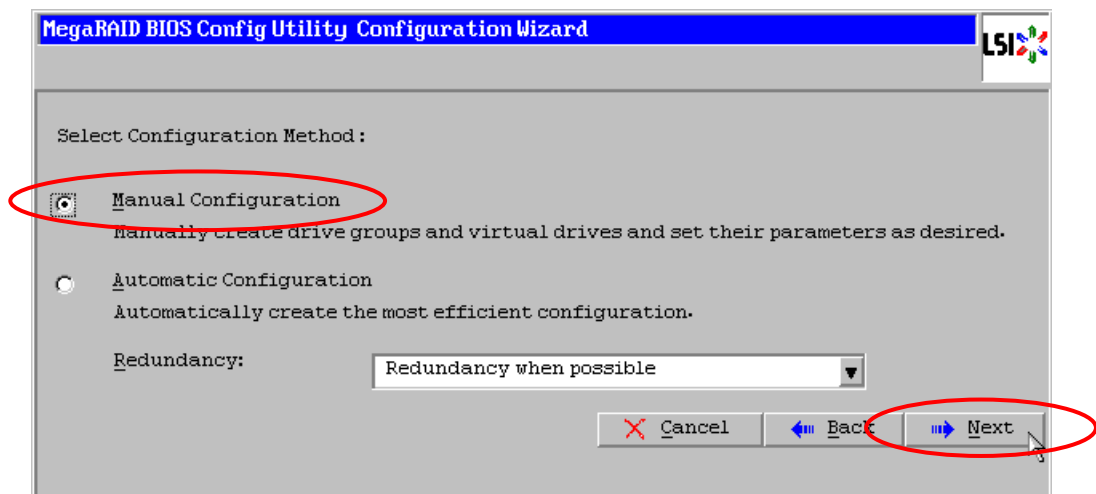 MegaRAID BIOS Config Utility Configuration Wizard
LSI
Select Configuration Method:
Manual Configuration
Manually create drive groups and virtual drives and set their parameters as desired.
Automatic Configuration
Automatically create the most efficient configuration.
Redundancy: Redundancy when possible
Cancel Back Next